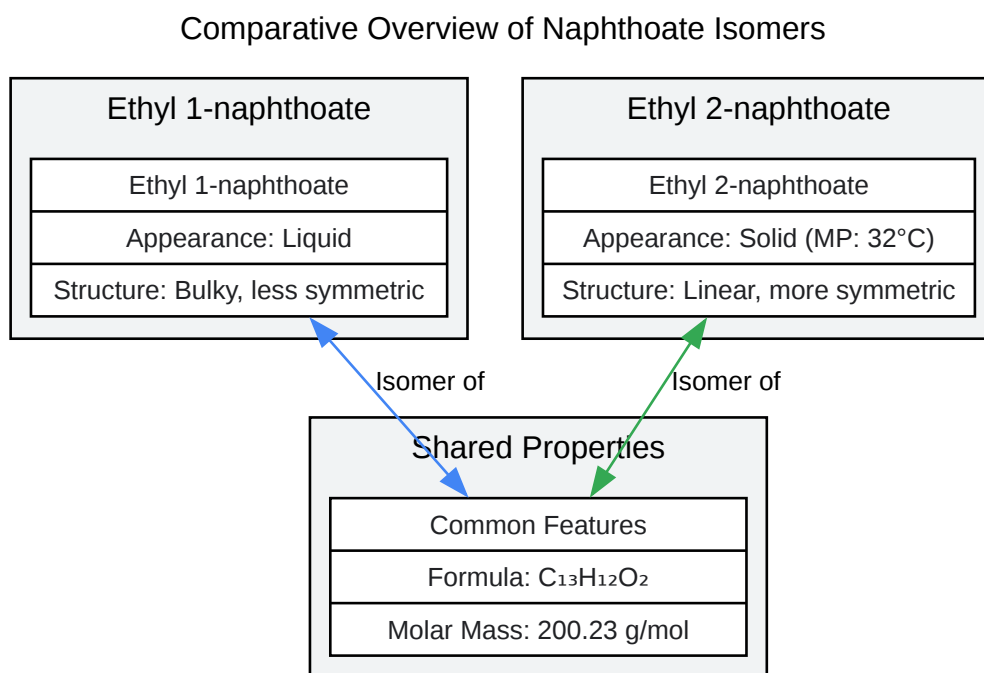 Comparative Overview of Naphthoate Isomers
Ethyl 1-naphthoate
Ethyl 1-naphthoate
Appearance: Liquid
Structure: Bulky, less symmetric
Ethyl 2-naphthoate
Ethyl 2-naphthoate
Appearance: Solid (MP: 32°C)
Structure: Linear, more symmetric
Isomer of
Isomer of
Shared Properties
Common Features
Formula: C₁₃H₁₂O₂
Molar Mass: 200.23 g/mol